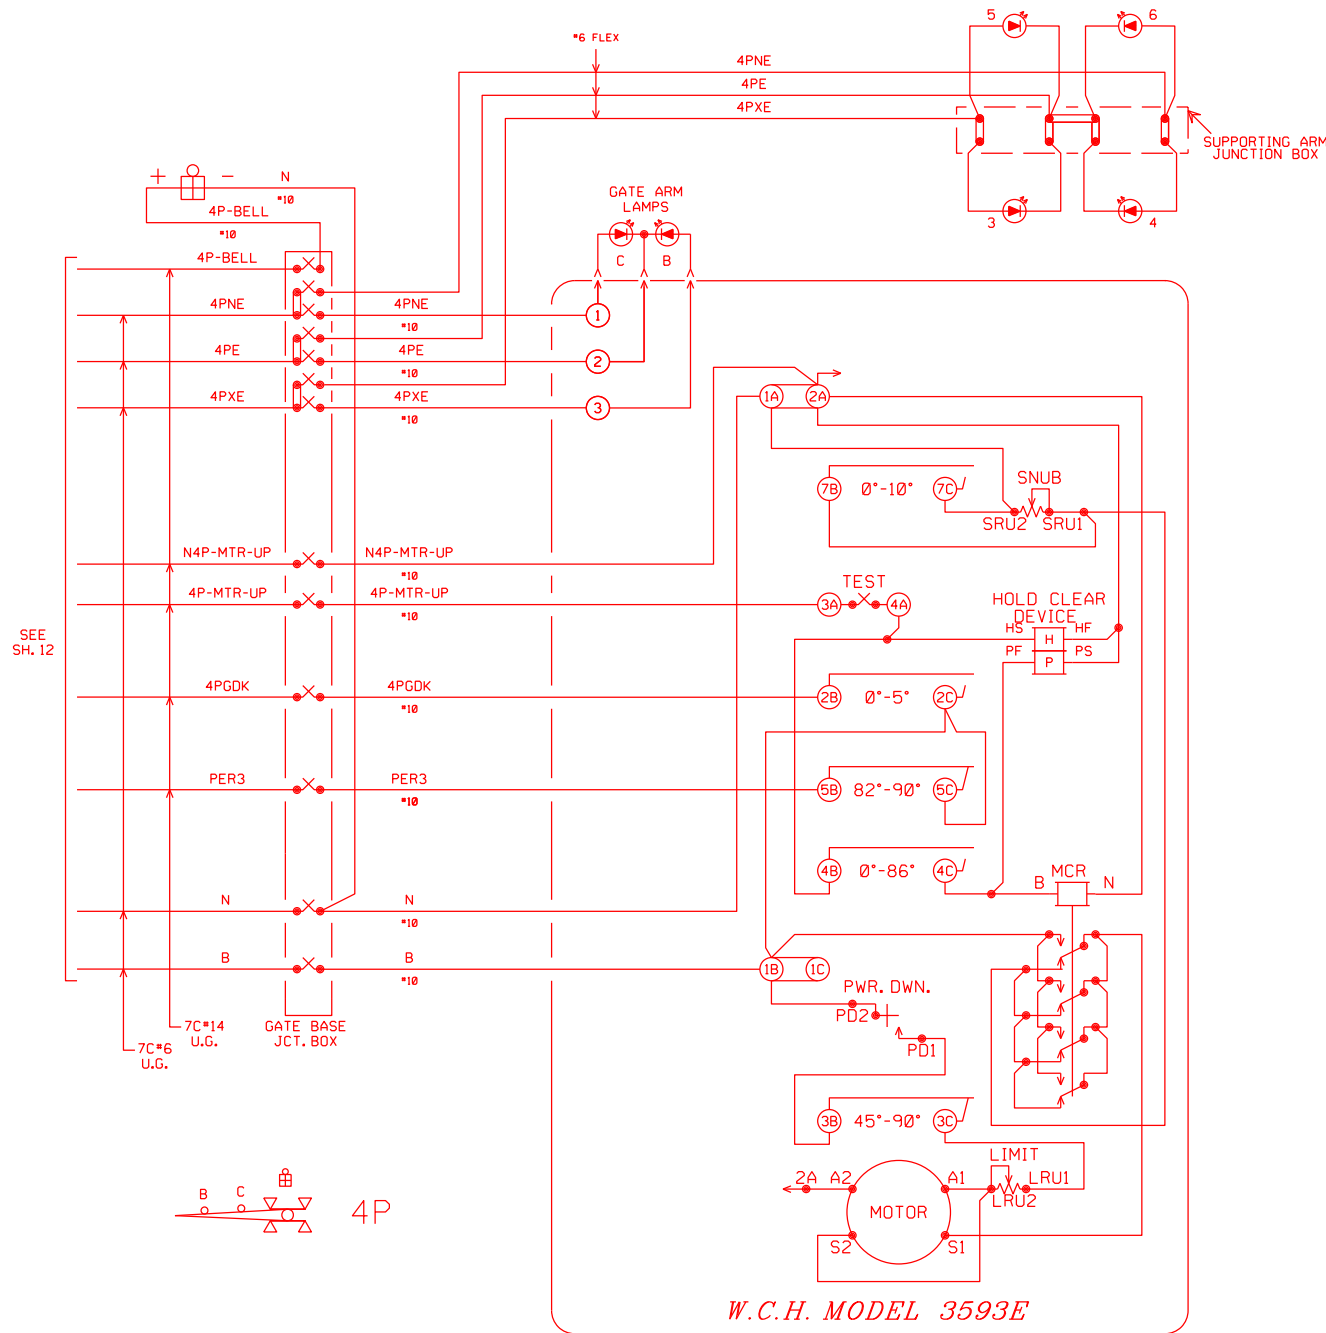 5
6
"6 FLEX
4PNE
4PE
4PXE
SUPPORTING ARM
JUNCTION BOX
3
4
+ -
N
"10
4P-BELL
"10
GATE ARM
LAMPS
C
B
4P-BELL
4PNE
4PNE
"10
1
4PE
4PE
"10
2
4PXE
4PXE
"10
3
1A
2A
7B
0°-10°
7C
SNUB
SRU2
SRU1
N4P-MTR-UP
N4P-MTR-UP
"10
4P-MTR-UP
4P-MTR-UP
"10
TEST
3A
4A
HOLD CLEAR
DEVICE
HS
H
HF
PF
P
PS
SEE
SH. 12
4PGDK
4PGDK
"10
2B
0°-5°
2C
PER3
PER3
"10
5B
82°-90°
5C
4B
0°-86°
4C
MCR
B
N
N
N
"10
B
B
"10
1B
1C
PWR. DWN.
PD2
PD1
7C"14
U.G.
7C"6
U.G.
GATE BASE
JCT. BOX
3B
45°-90°
3C
LIMIT
LRU1
LRU2
2A
A2
A1
MOTOR
S2
S1
B
C
4P
W.C.H. MODEL 3593E